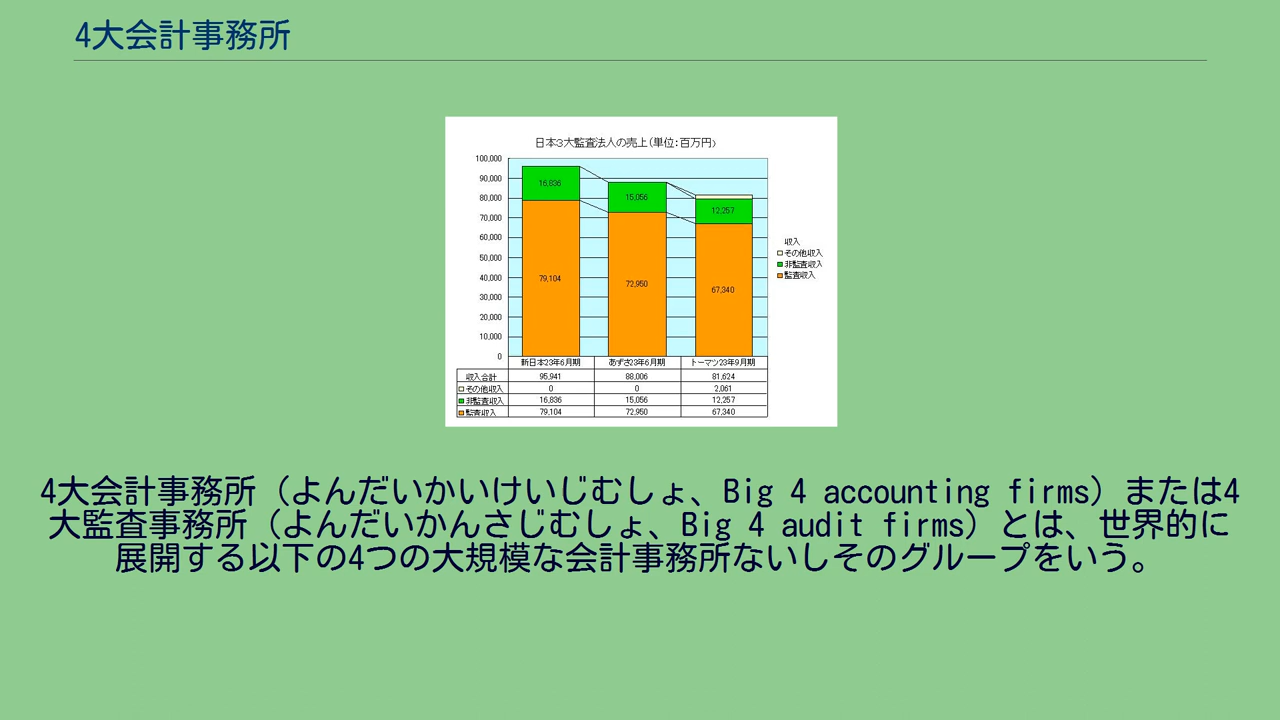 4大会計事務所
日本3大監査法人の売上(単位:百万円)
100,000
90,000
80,000
70,000
60,000
50,000
40,000
30,000
20,000
10,000
0
16,836
15,056
12,257
79,104
72,950
67,340
収入
その他収入
非監査収入
監査収入
新日本23年6月期 あずさ23年6月期 トーマツ23年9月期
収入合計 95,941 88,006 81,624
その他収入 0 0 2,061
非監査収入 16,836 15,056 12,257
監査収入 79,104 72,950 67,340
4大会計事務所（よんだいかいけいじむしょ、Big 4 accounting firms）または4
大監査事務所（よんだいかんさじむしょ、Big 4 audit firms）とは、世界的に
展開する以下の4つの大規模な会計事務所ないしそのグループをいう。